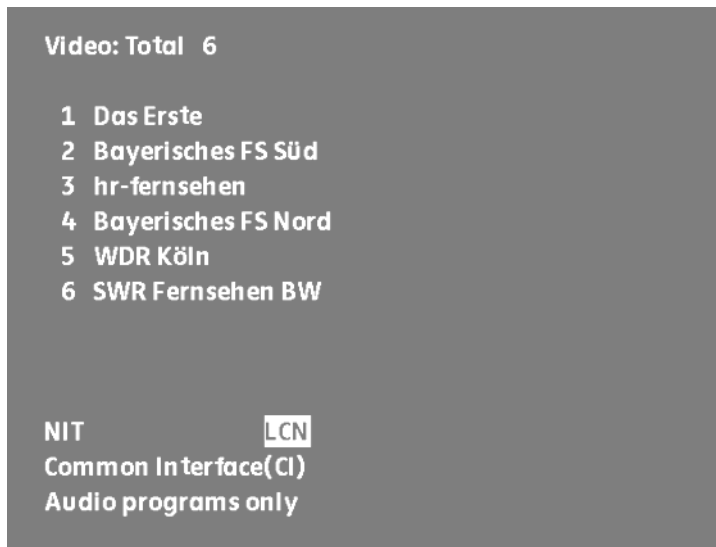 Video: Total 6
1 Das Erste
2 Bayerisches FS Süd
3 hr-fernsehen
4 Bayerisches FS Nord
5 WDR Köln
6 SWR Fernsehen BW
NIT LCN
Common Interface(CI)
Audio programs only